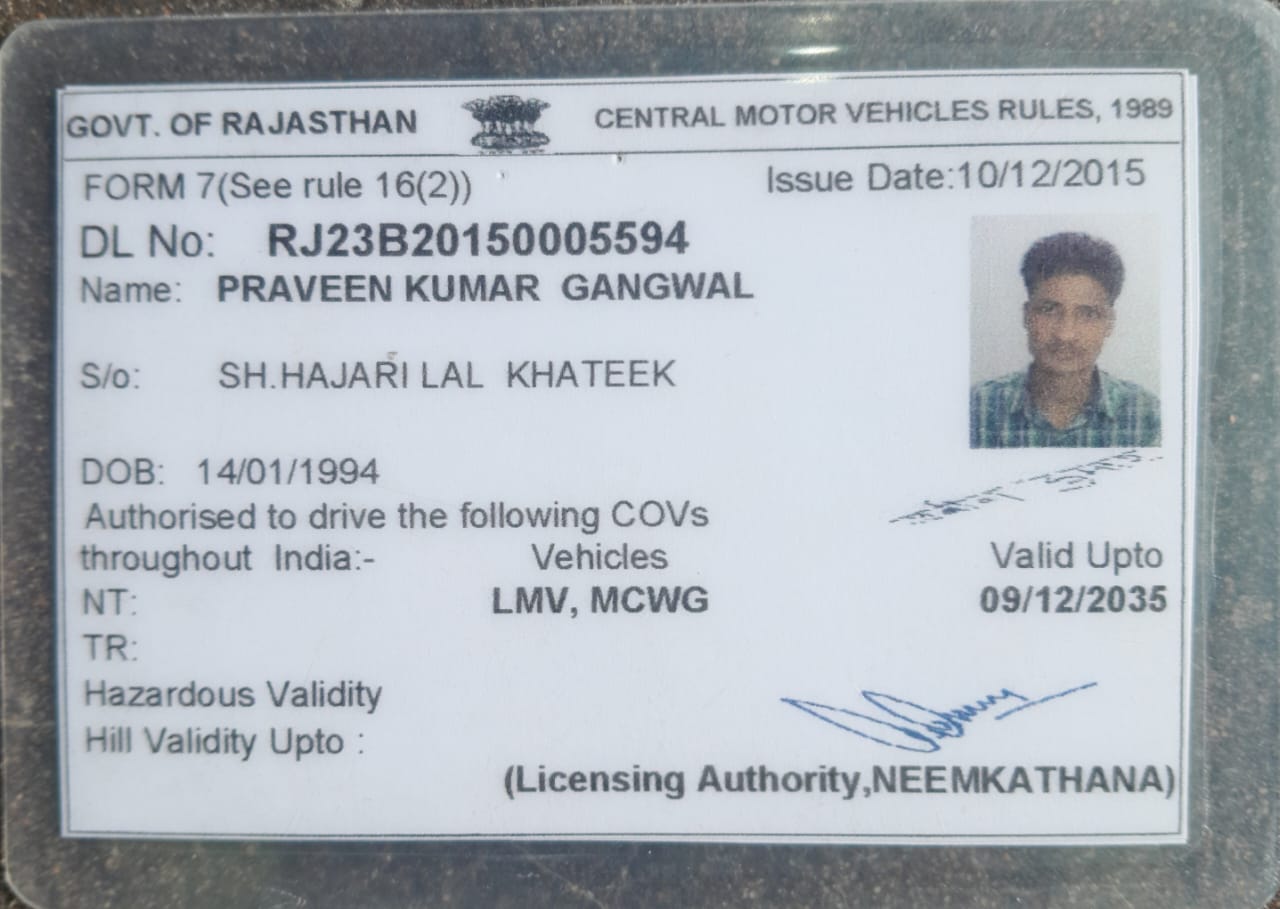 GOVT. OF RAJASTHAN CENTRAL MOTOR VEHICLES RULES, 1989
FORM 7(See rule 16(2)) Issue Date:10/12/2015
DL No: RJ23B20150005594
Name: PRAVEEN KUMAR GANGWAL
S/o: SH.HAJARI LAL KHATEEK
DOB: 14/01/1994
Authorised to drive the following COVs
throughout India:- Vehicles Valid Upto
NT: LMV, MCWG 09/12/2035
TR:
Hazardous Validity
Hill Validity Upto :
(Licensing Authority,NEEMKATHANA)